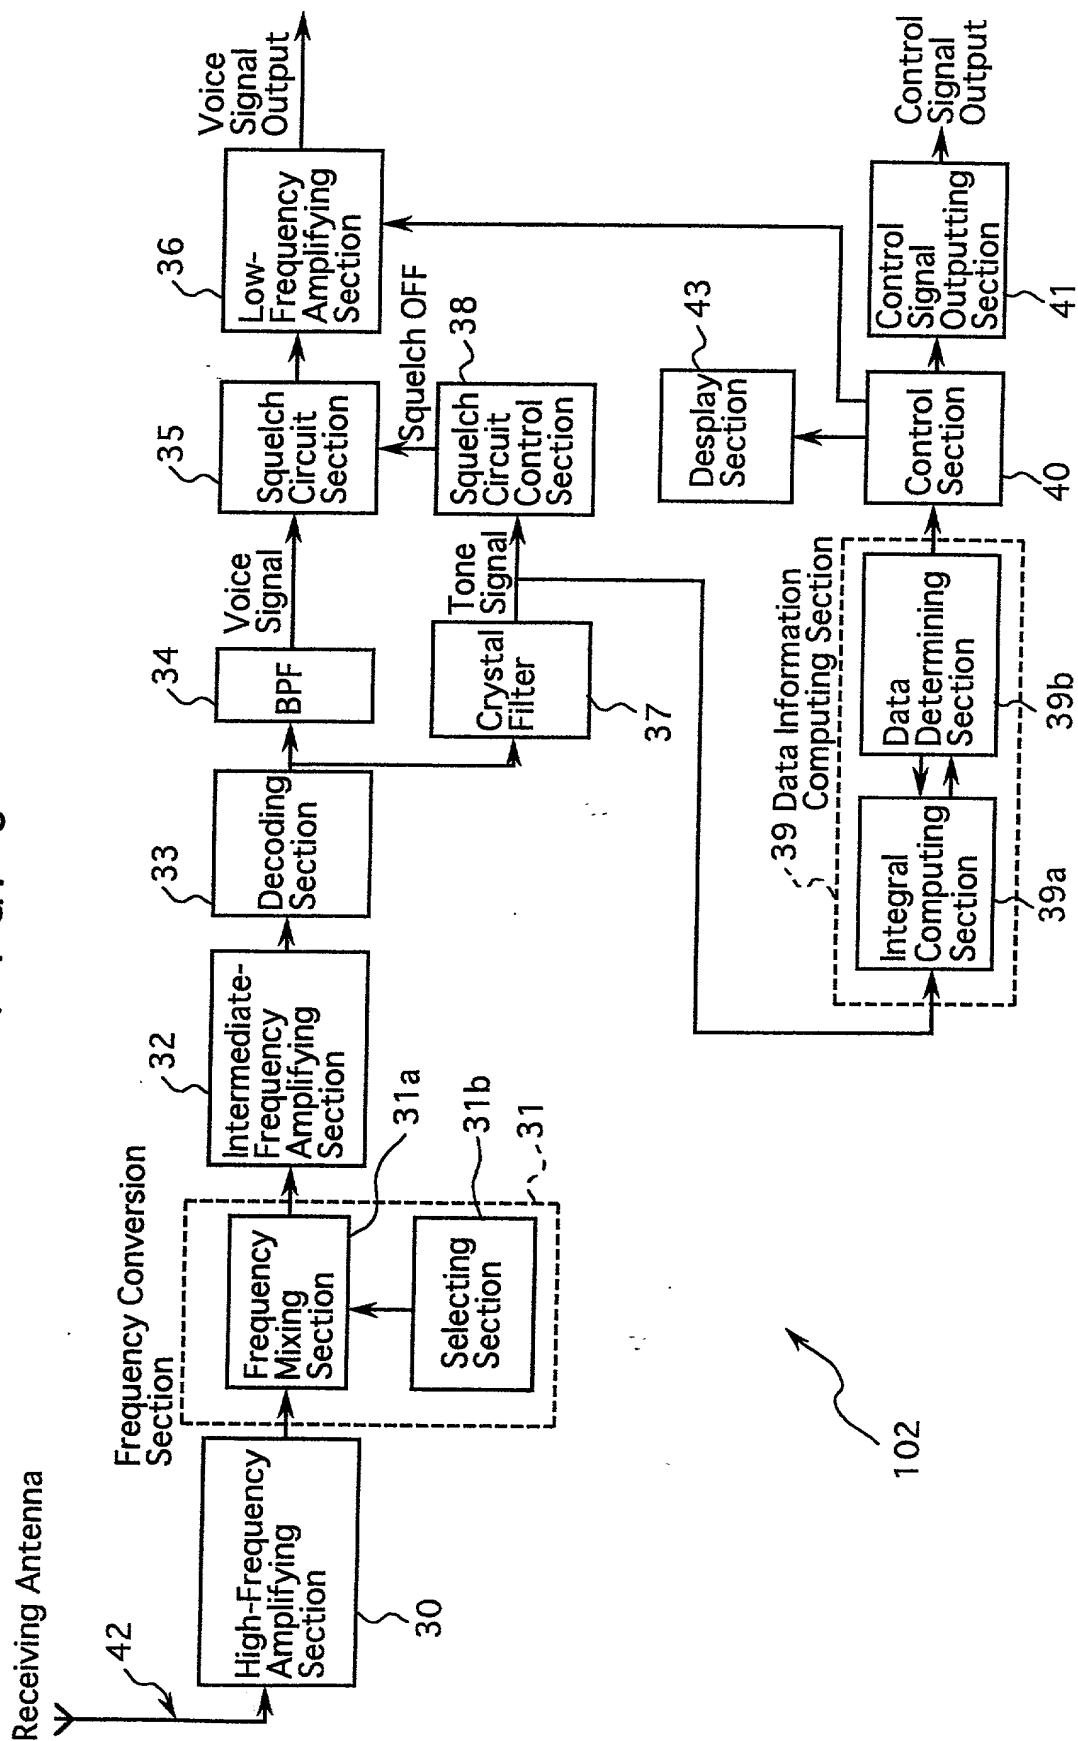 Receiving Antenna
42
High-Frequency
Amplifying
Section
30
Frequency Conversion
Section
Frequency
Mixing
Section
31a
Selecting
Section
31b
31
Intermediate-
Frequency
Amplifying
Section
32
Decoding
Section
33
BPF
34
Voice
Signal
Squelch
Circuit
Section
35
Low-
Frequency
Amplifying
Section
36
Voice
Signal
Output
Crystal
Filter
37
Tone
Signal
Squelch
Circuit
Control
Section
38
Squelch OFF
39 Data Information
Computing Section
Integral
Computing
Section
39a
Data
Determining
Section
39b
Control
Section
40
Desplay
Section
43
Control
Signal
Outputting
Section
41
Control
Signal
Output
102